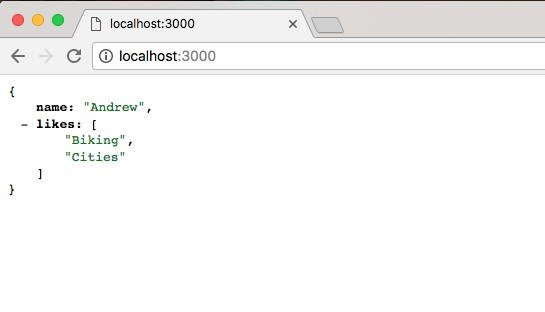 localhost:3000
localhost:3000
{
name: "Andrew",
- likes: [
"Biking",
"Cities"
]
}